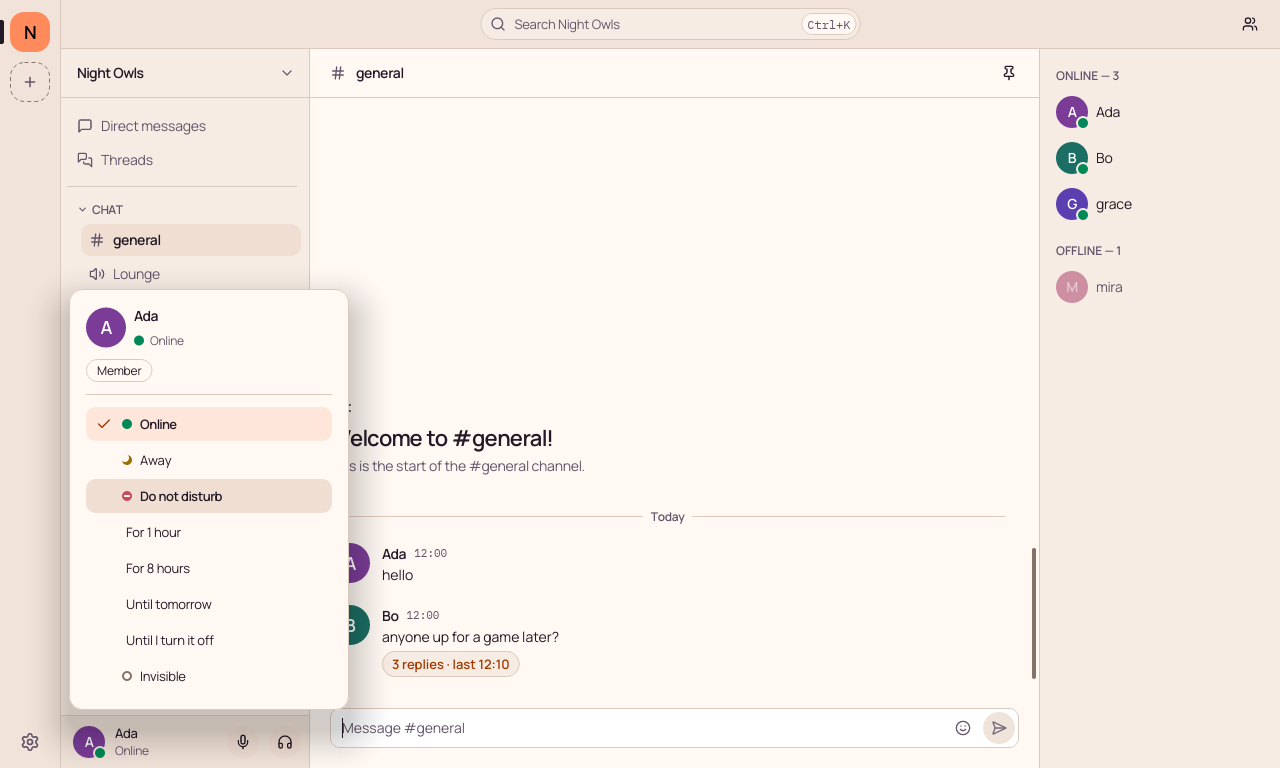 N
Search Night Owls
Ctrl+K
Night Owls
Direct messages
Threads
CHAT
general
Lounge
A
Ada
Online
Member
Online
Away
Do not disturb
For 1 hour
For 8 hours
Until tomorrow
Until I turn it off
Invisible
A
Ada
Online
general
elcome to #general!
s is the start of the #general channel.
Today
A
Ada 12:00
hello
B
Bo 12:00
anyone up for a game later?
3 replies · last 12:10
Message #general
ONLINE — 3
A
Ada
B
Bo
G
grace
OFFLINE — 1
M
mira